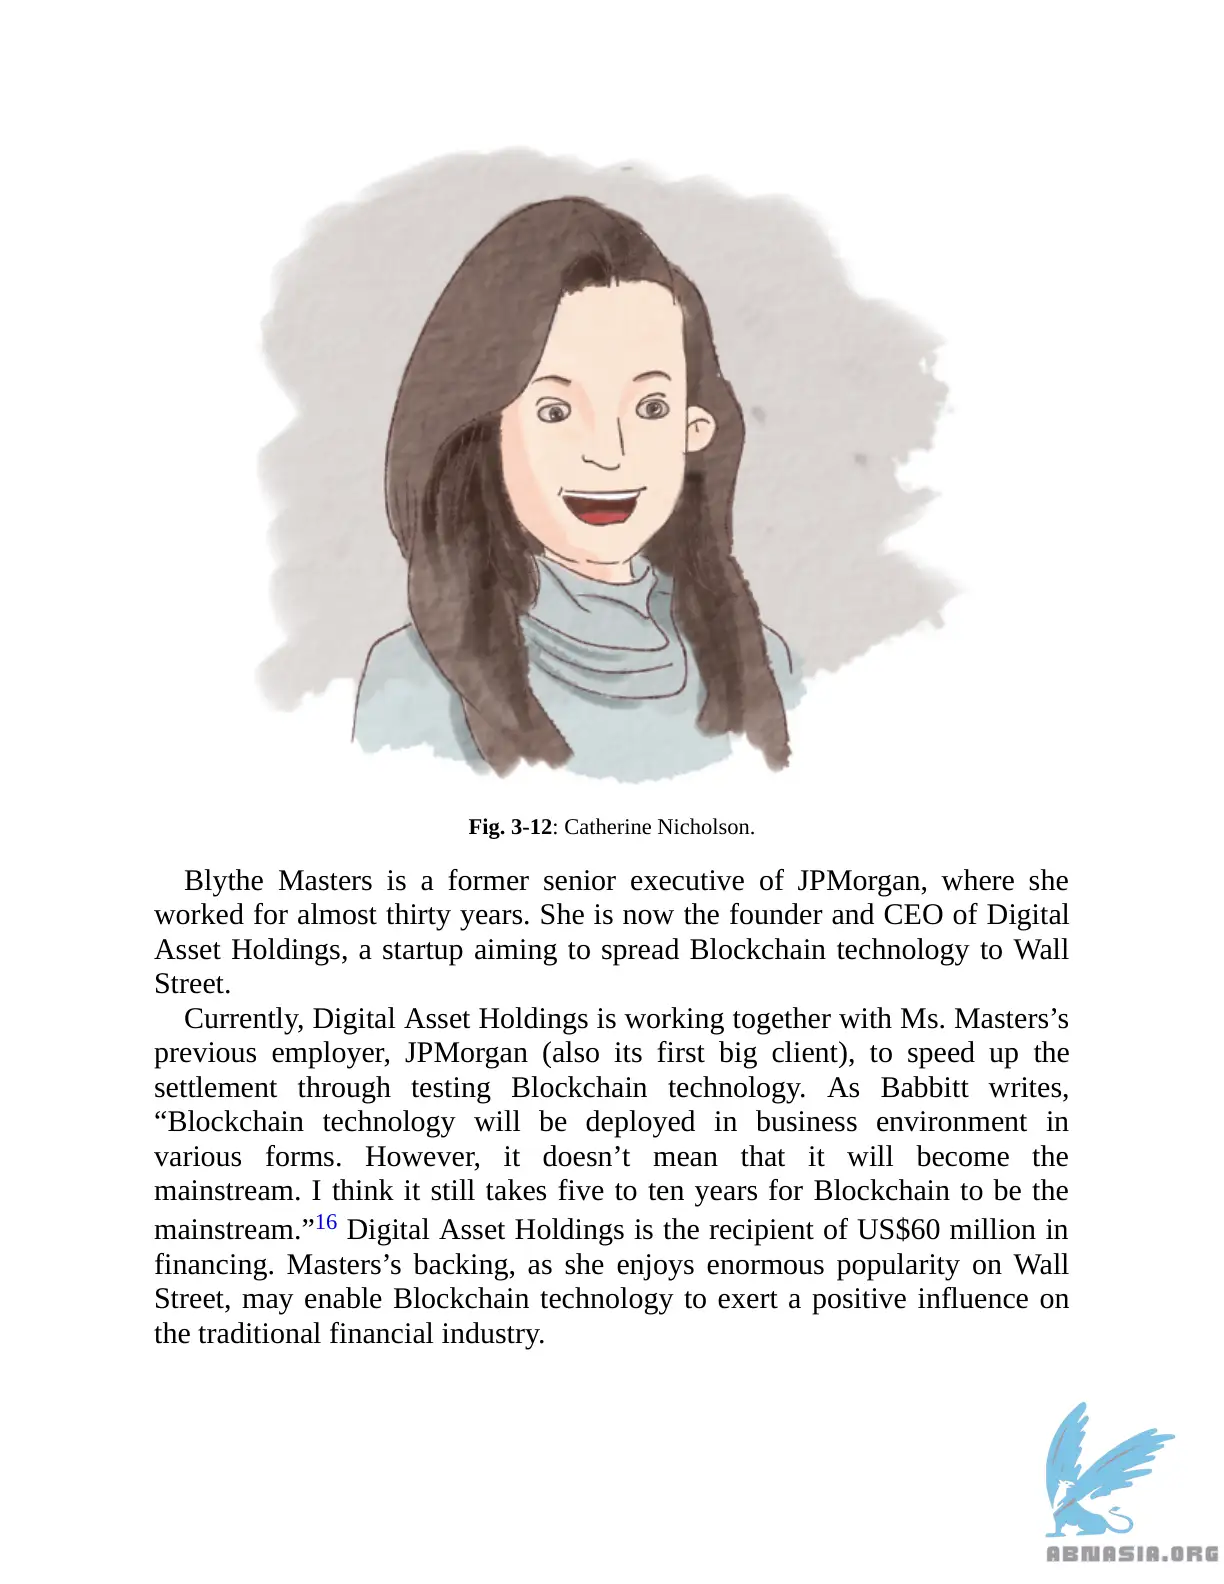 Fig. 3-12: Catherine Nicholson.
Blythe Masters is a former senior executive of JPMorgan, where she
worked for almost thirty years. She is now the founder and CEO of Digital
Asset Holdings, a startup aiming to spread Blockchain technology to Wall
Street.
Currently, Digital Asset Holdings is working together with Ms. Masters’s
previous employer, JPMorgan (also its first big client), to speed up the
settlement through testing Blockchain technology. As Babbitt writes,
“Blockchain technology will be deployed in business environment in
various forms. However, it doesn’t mean that it will become the
mainstream. I think it still takes five to ten years for Blockchain to be the
mainstream.”16 Digital Asset Holdings is the recipient of US$60 million in
financing. Masters’s backing, as she enjoys enormous popularity on Wall
Street, may enable Blockchain technology to exert a positive influence on
the traditional financial industry.
ABNASIA.ORG